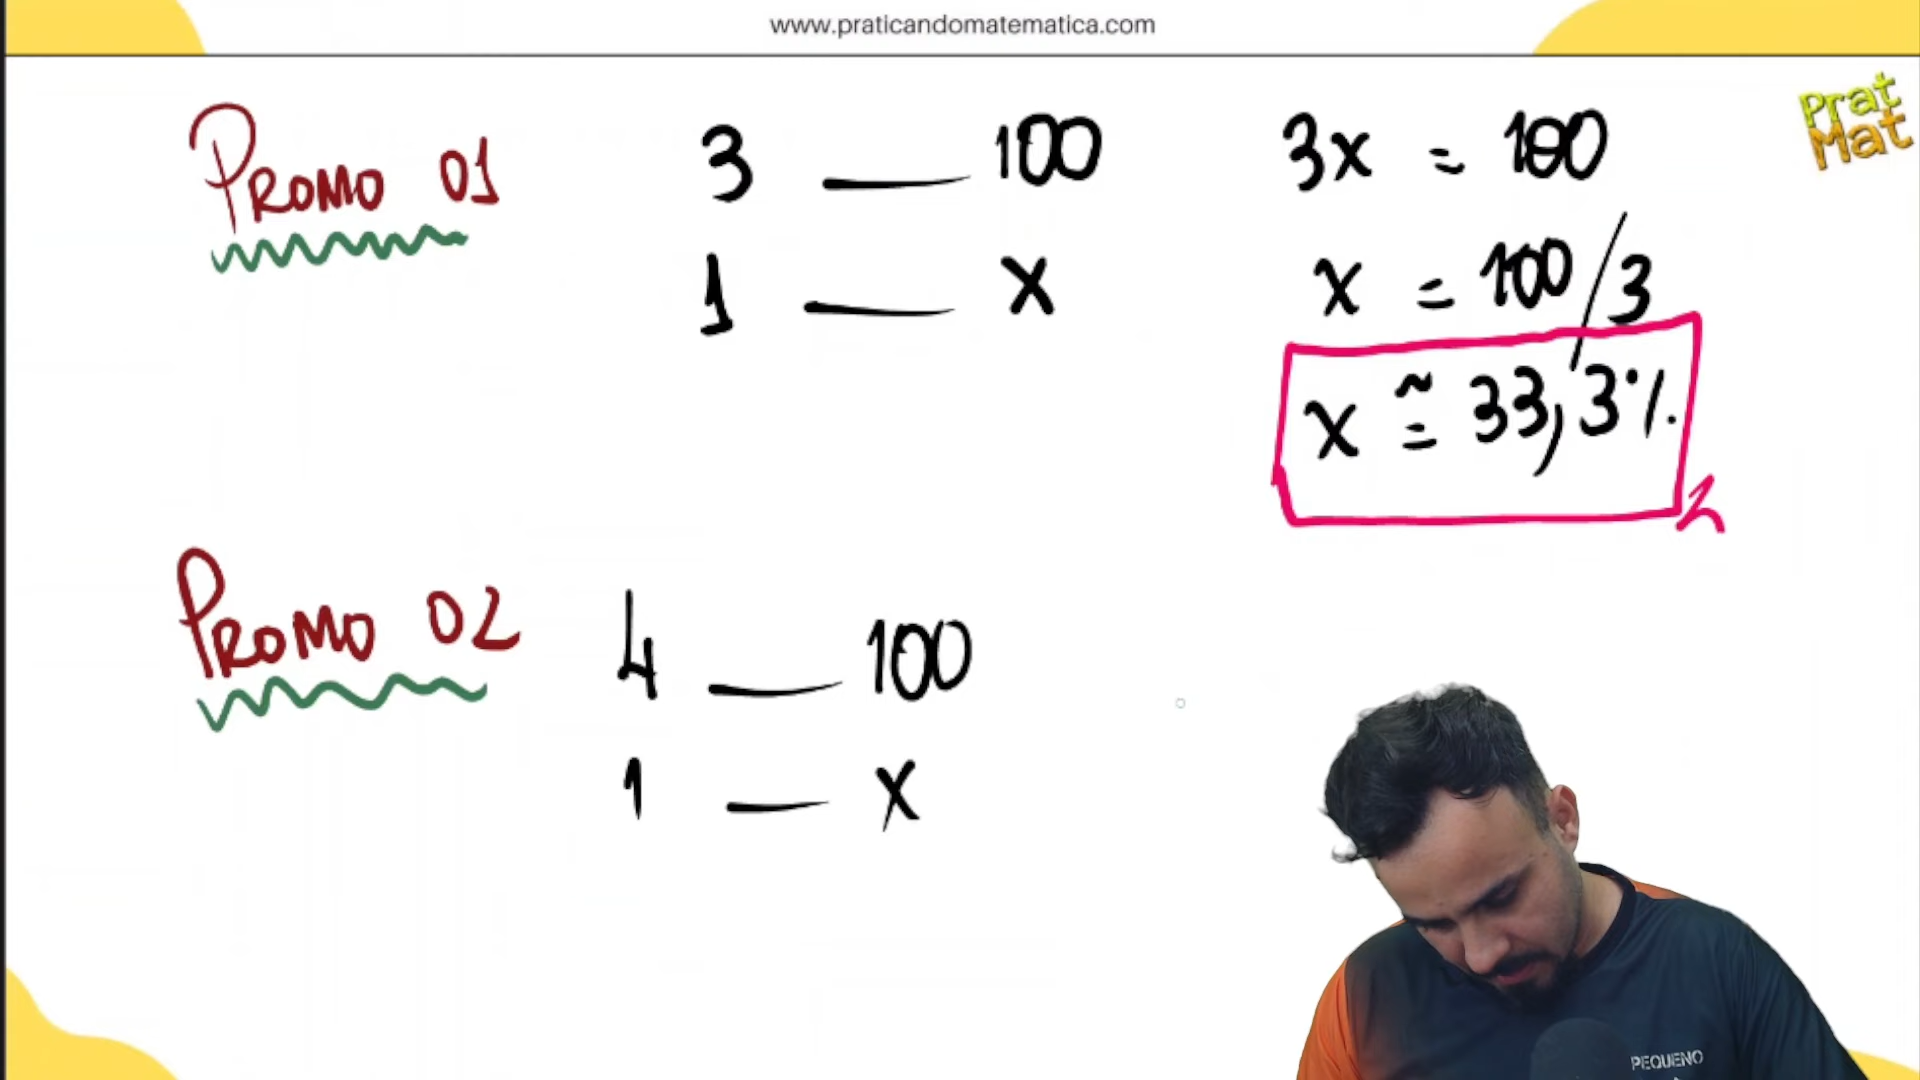 www.praticandomatematica.com
Prat
Mat
PROMO 01
3 — 100
1 — x
3x = 100
x = 100/3
x ≅ 33,3%
PROMO 02
4 — 100
1 — x
PEQUENO